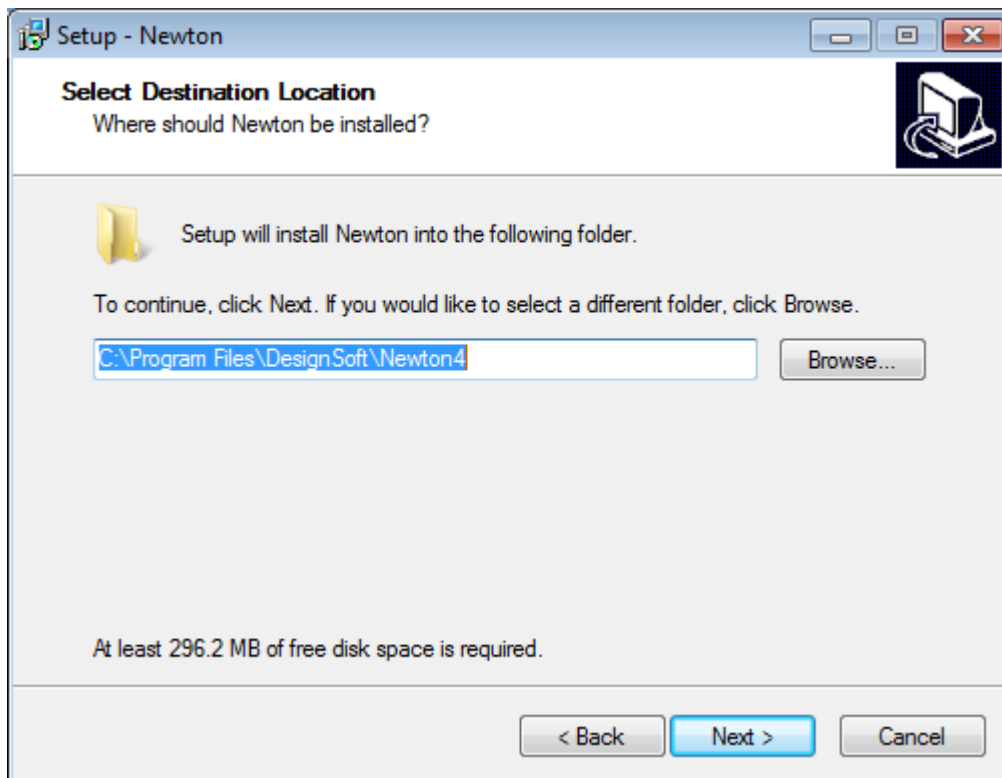 Setup - Newton
Select Destination Location
Where should Newton be installed?
Setup will install Newton into the following folder.
To continue, click Next. If you would like to select a different folder, click Browse.
C:\Program Files\DesignSoft\Newton4
Browse...
At least 296.2 MB of free disk space is required.
< Back
Next >
Cancel